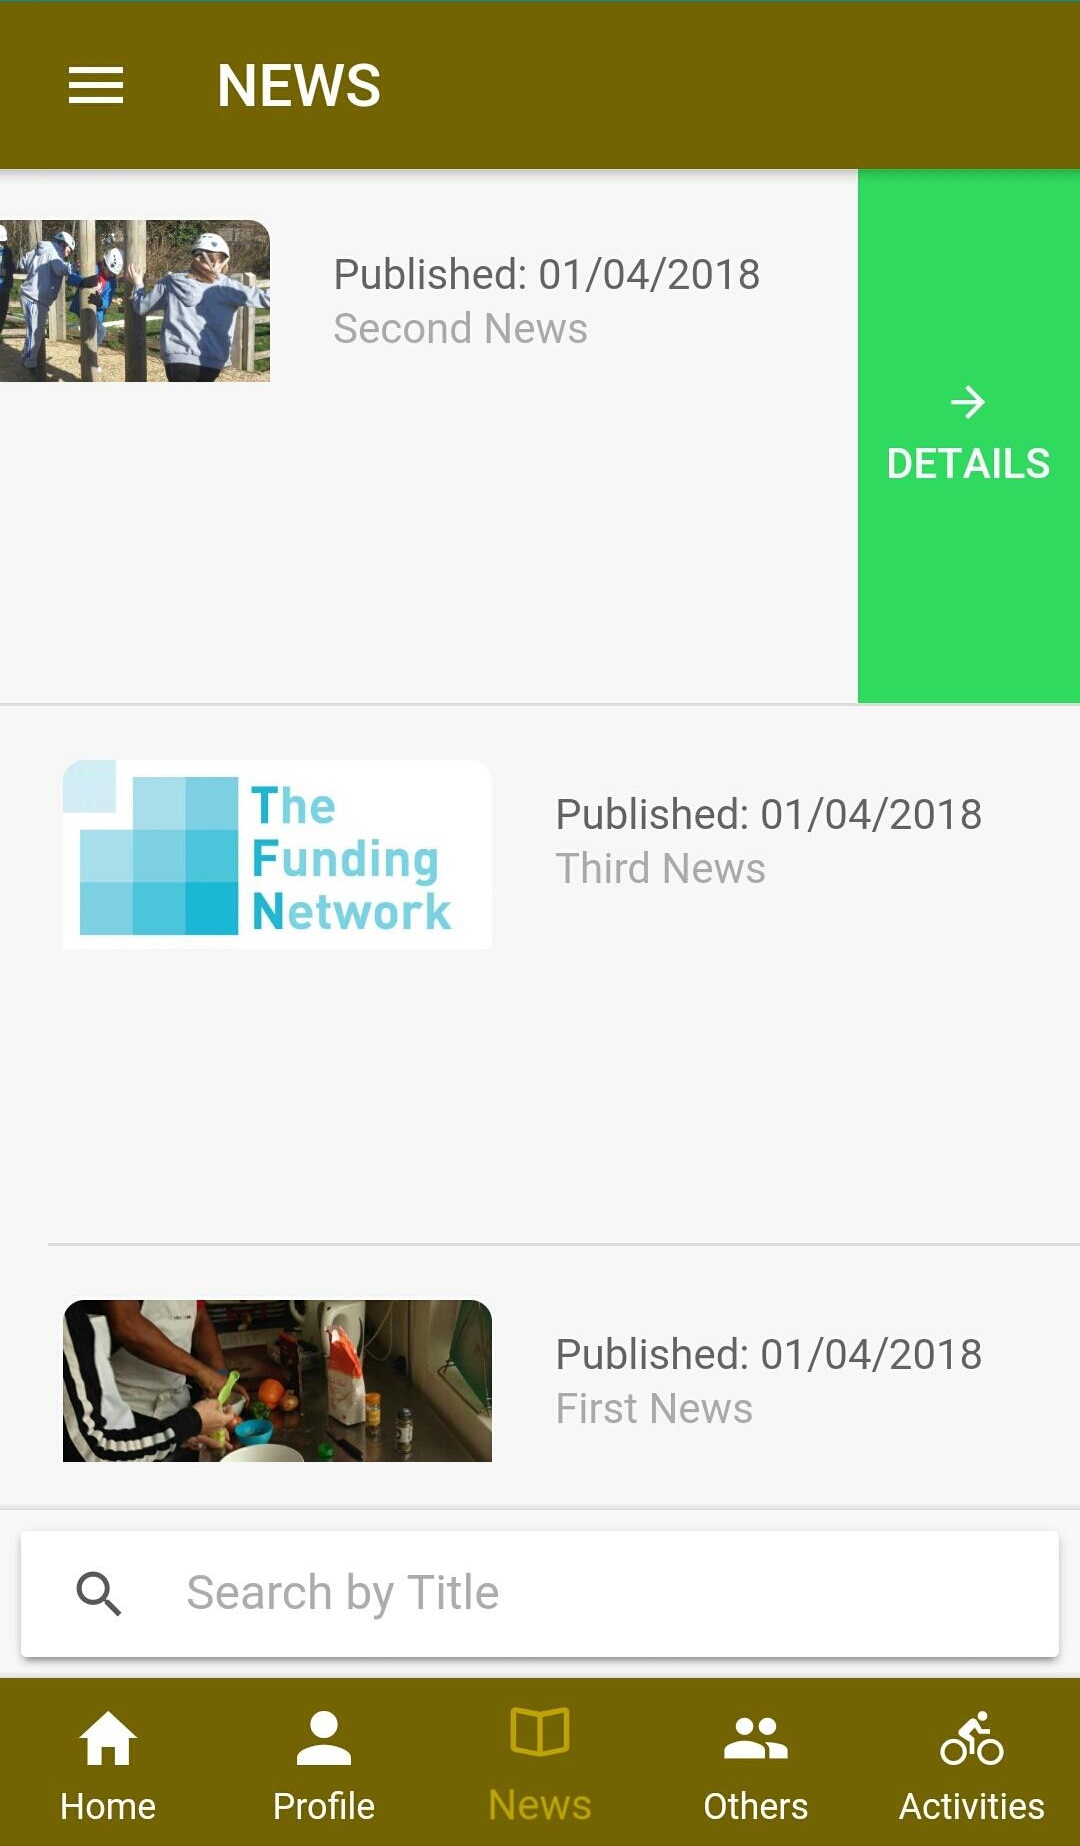 NEWS
Published: 01/04/2018
Second News
DETAILS
The
Funding
Network
Published: 01/04/2018
Third News
Published: 01/04/2018
First News
Search by Title
Home
Profile
News
Others
Activities